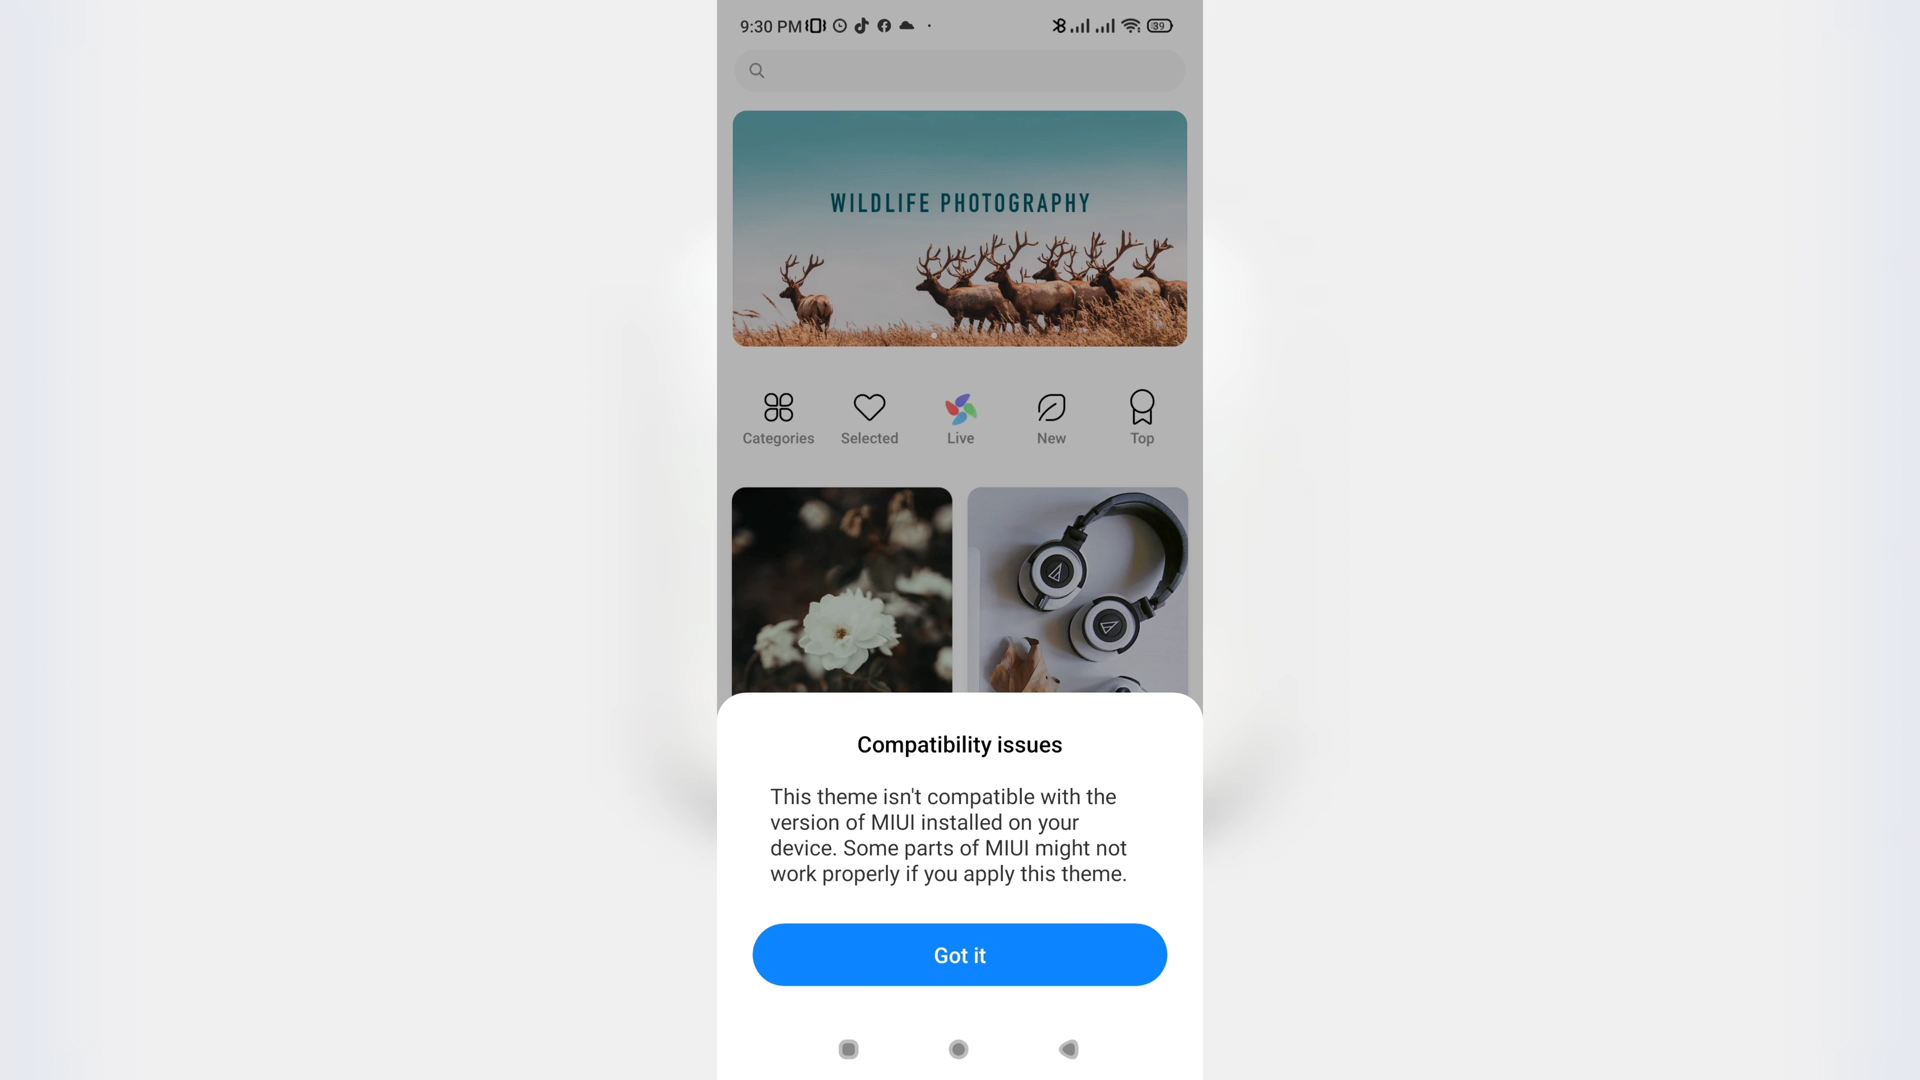 9:30 PM
39
WILDLIFE PHOTOGRAPHY
Categories Selected Live New Top
Compatibility issues
This theme isn't compatible with the
version of MIUI installed on your
device. Some parts of MIUI might not
work properly if you apply this theme.
Got it